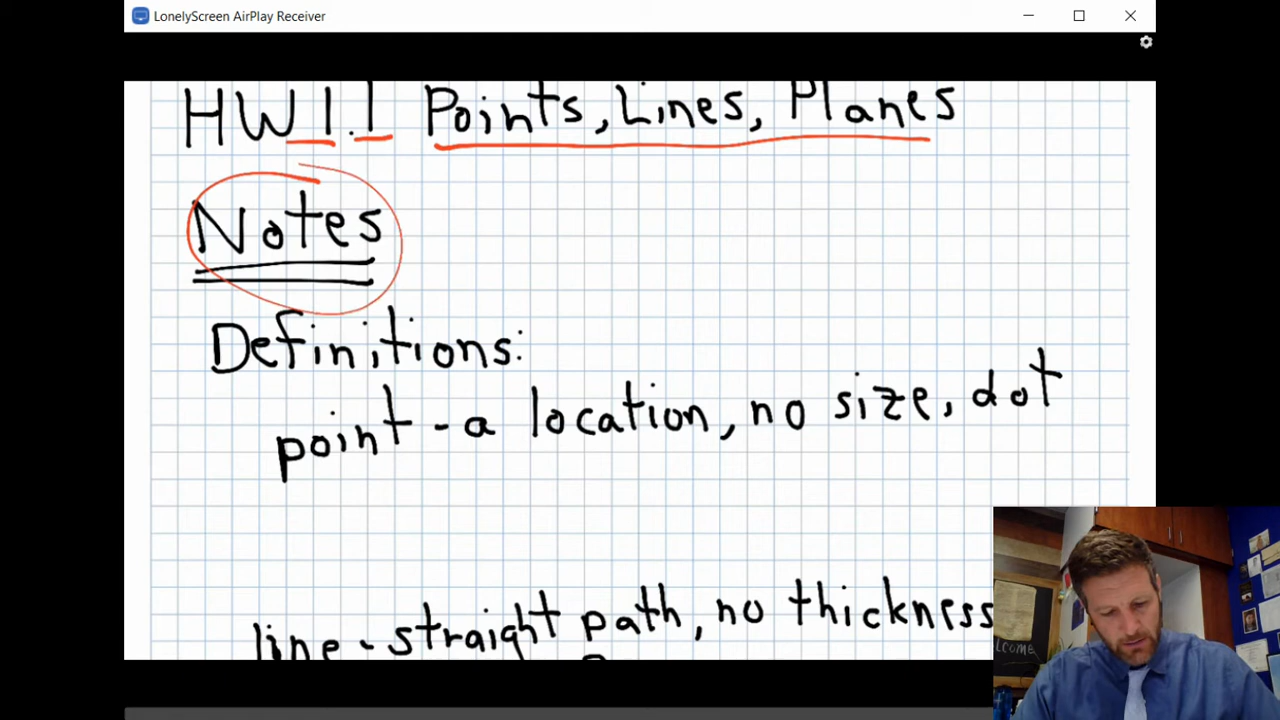 LonelyScreen AirPlay Receiver
HW 1.1 Points, Lines, Planes
Notes
Definitions:
point - a location, no size, dot
line - straight path, no thickness